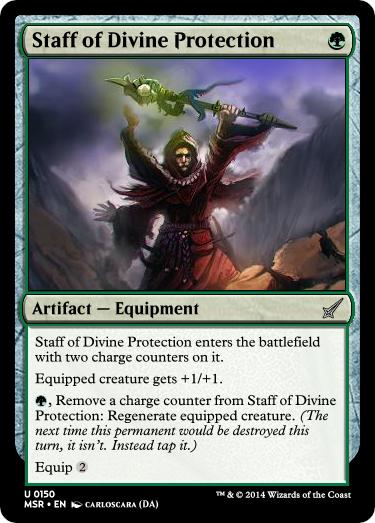 Staff of Divine Protection
Artifact — Equipment
Staff of Divine Protection enters the battlefield
with two charge counters on it.
Equipped creature gets +1/+1.
, Remove a charge counter from Staff of Divine
Protection: Regenerate equipped creature. (The
next time this permanent would be destroyed this
turn, it isn't. Instead tap it.)
Equip 2
U 0150
MSR • EN CARLOSCARA (DA)
™ & © 2014 Wizards of the Coast